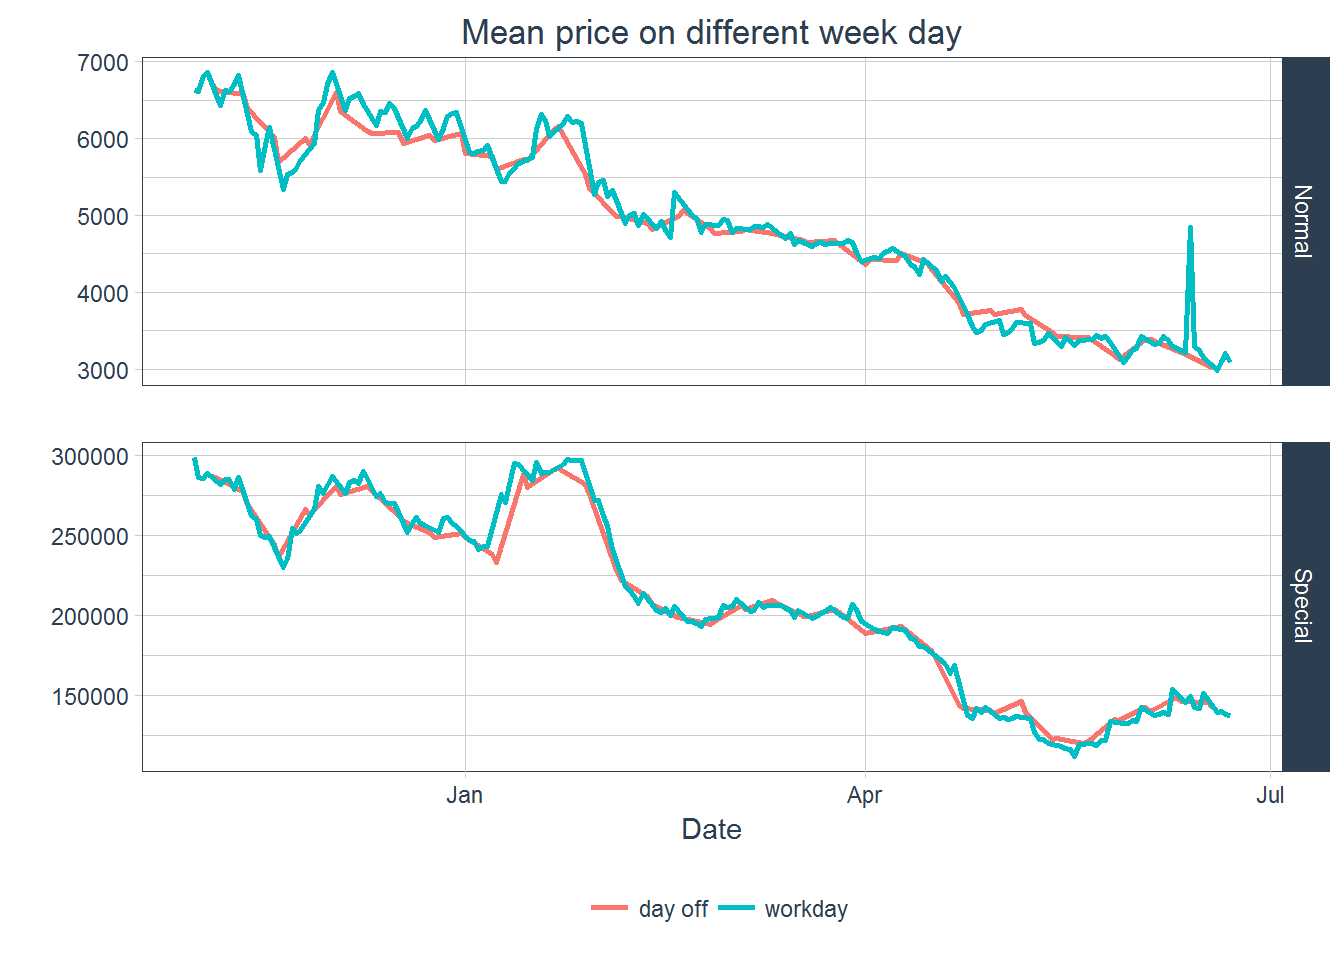 Mean price on different week day
7000
6000
5000
4000
3000
Normal
300000
250000
200000
150000
Special
Jan Apr Jul
Date
day off workday